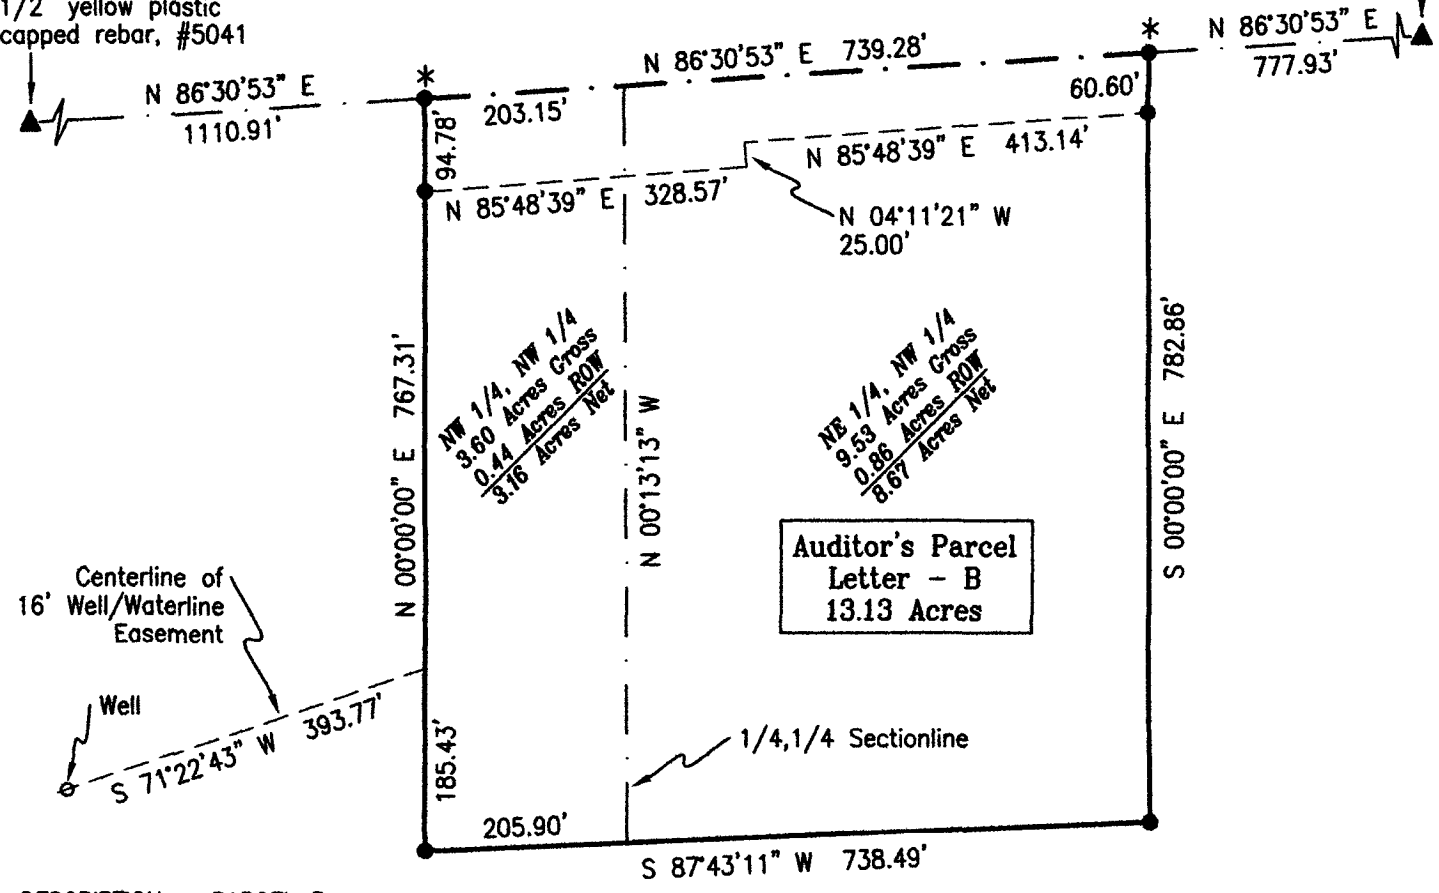 1/2" yellow plastic
capped rebar, #5041
N 86°30'53" E
1110.91'
N 86°30'53" E 739.28'
N 86°30'53" E
777.93'
203.15'
60.60'
94.78'
N 85°48'39" E 328.57'
N 85°48'39" E 413.14'
N 04°11'21" W
25.00'
N 00°00'00" E 767.31'
NW 1/4, NW 1/4
3.60 Acres Gross
0.44 Acres ROW
3.16 Acres Net
N 00°13'13" W
NE 1/4, NW 1/4
9.53 Acres Gross
0.86 Acres ROW
8.67 Acres Net
S 00°00'00" E 782.86'
Auditor's Parcel
Letter - B
13.13 Acres
Centerline of
16' Well/Waterline
Easement
Well
S 71°22'43" W 393.77'
185.43'
1/4,1/4 Sectionline
205.90'
S 87°43'11" W 738.49'